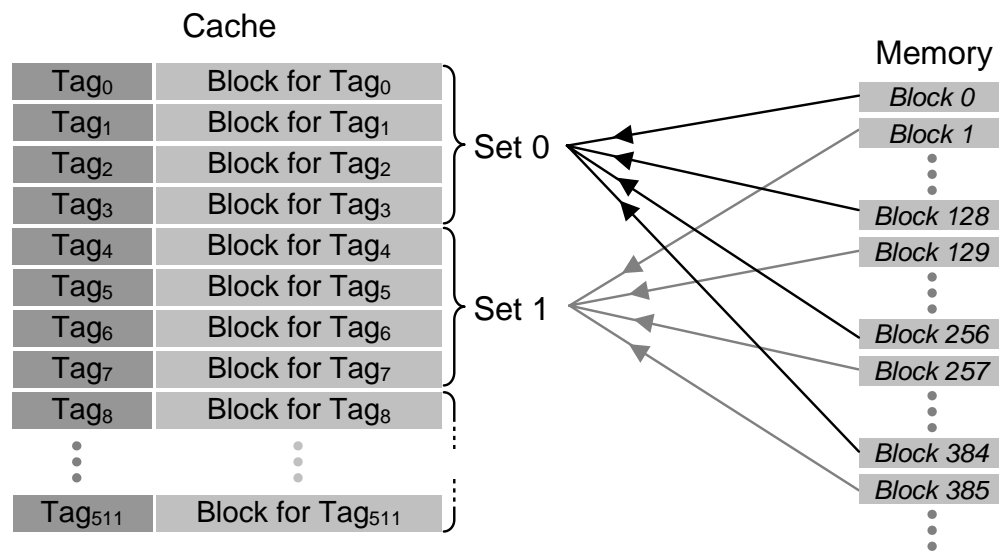 Cache
Memory
Tag₀ Block for Tag₀
Tag₁ Block for Tag₁
Tag₂ Block for Tag₂
Tag₃ Block for Tag₃
Set 0
Tag₄ Block for Tag₄
Tag₅ Block for Tag₅
Tag₆ Block for Tag₆
Tag₇ Block for Tag₇
Set 1
Tag₈ Block for Tag₈
Tag₅₁₁ Block for Tag₅₁₁
Block 0
Block 1
Block 128
Block 129
Block 256
Block 257
Block 384
Block 385